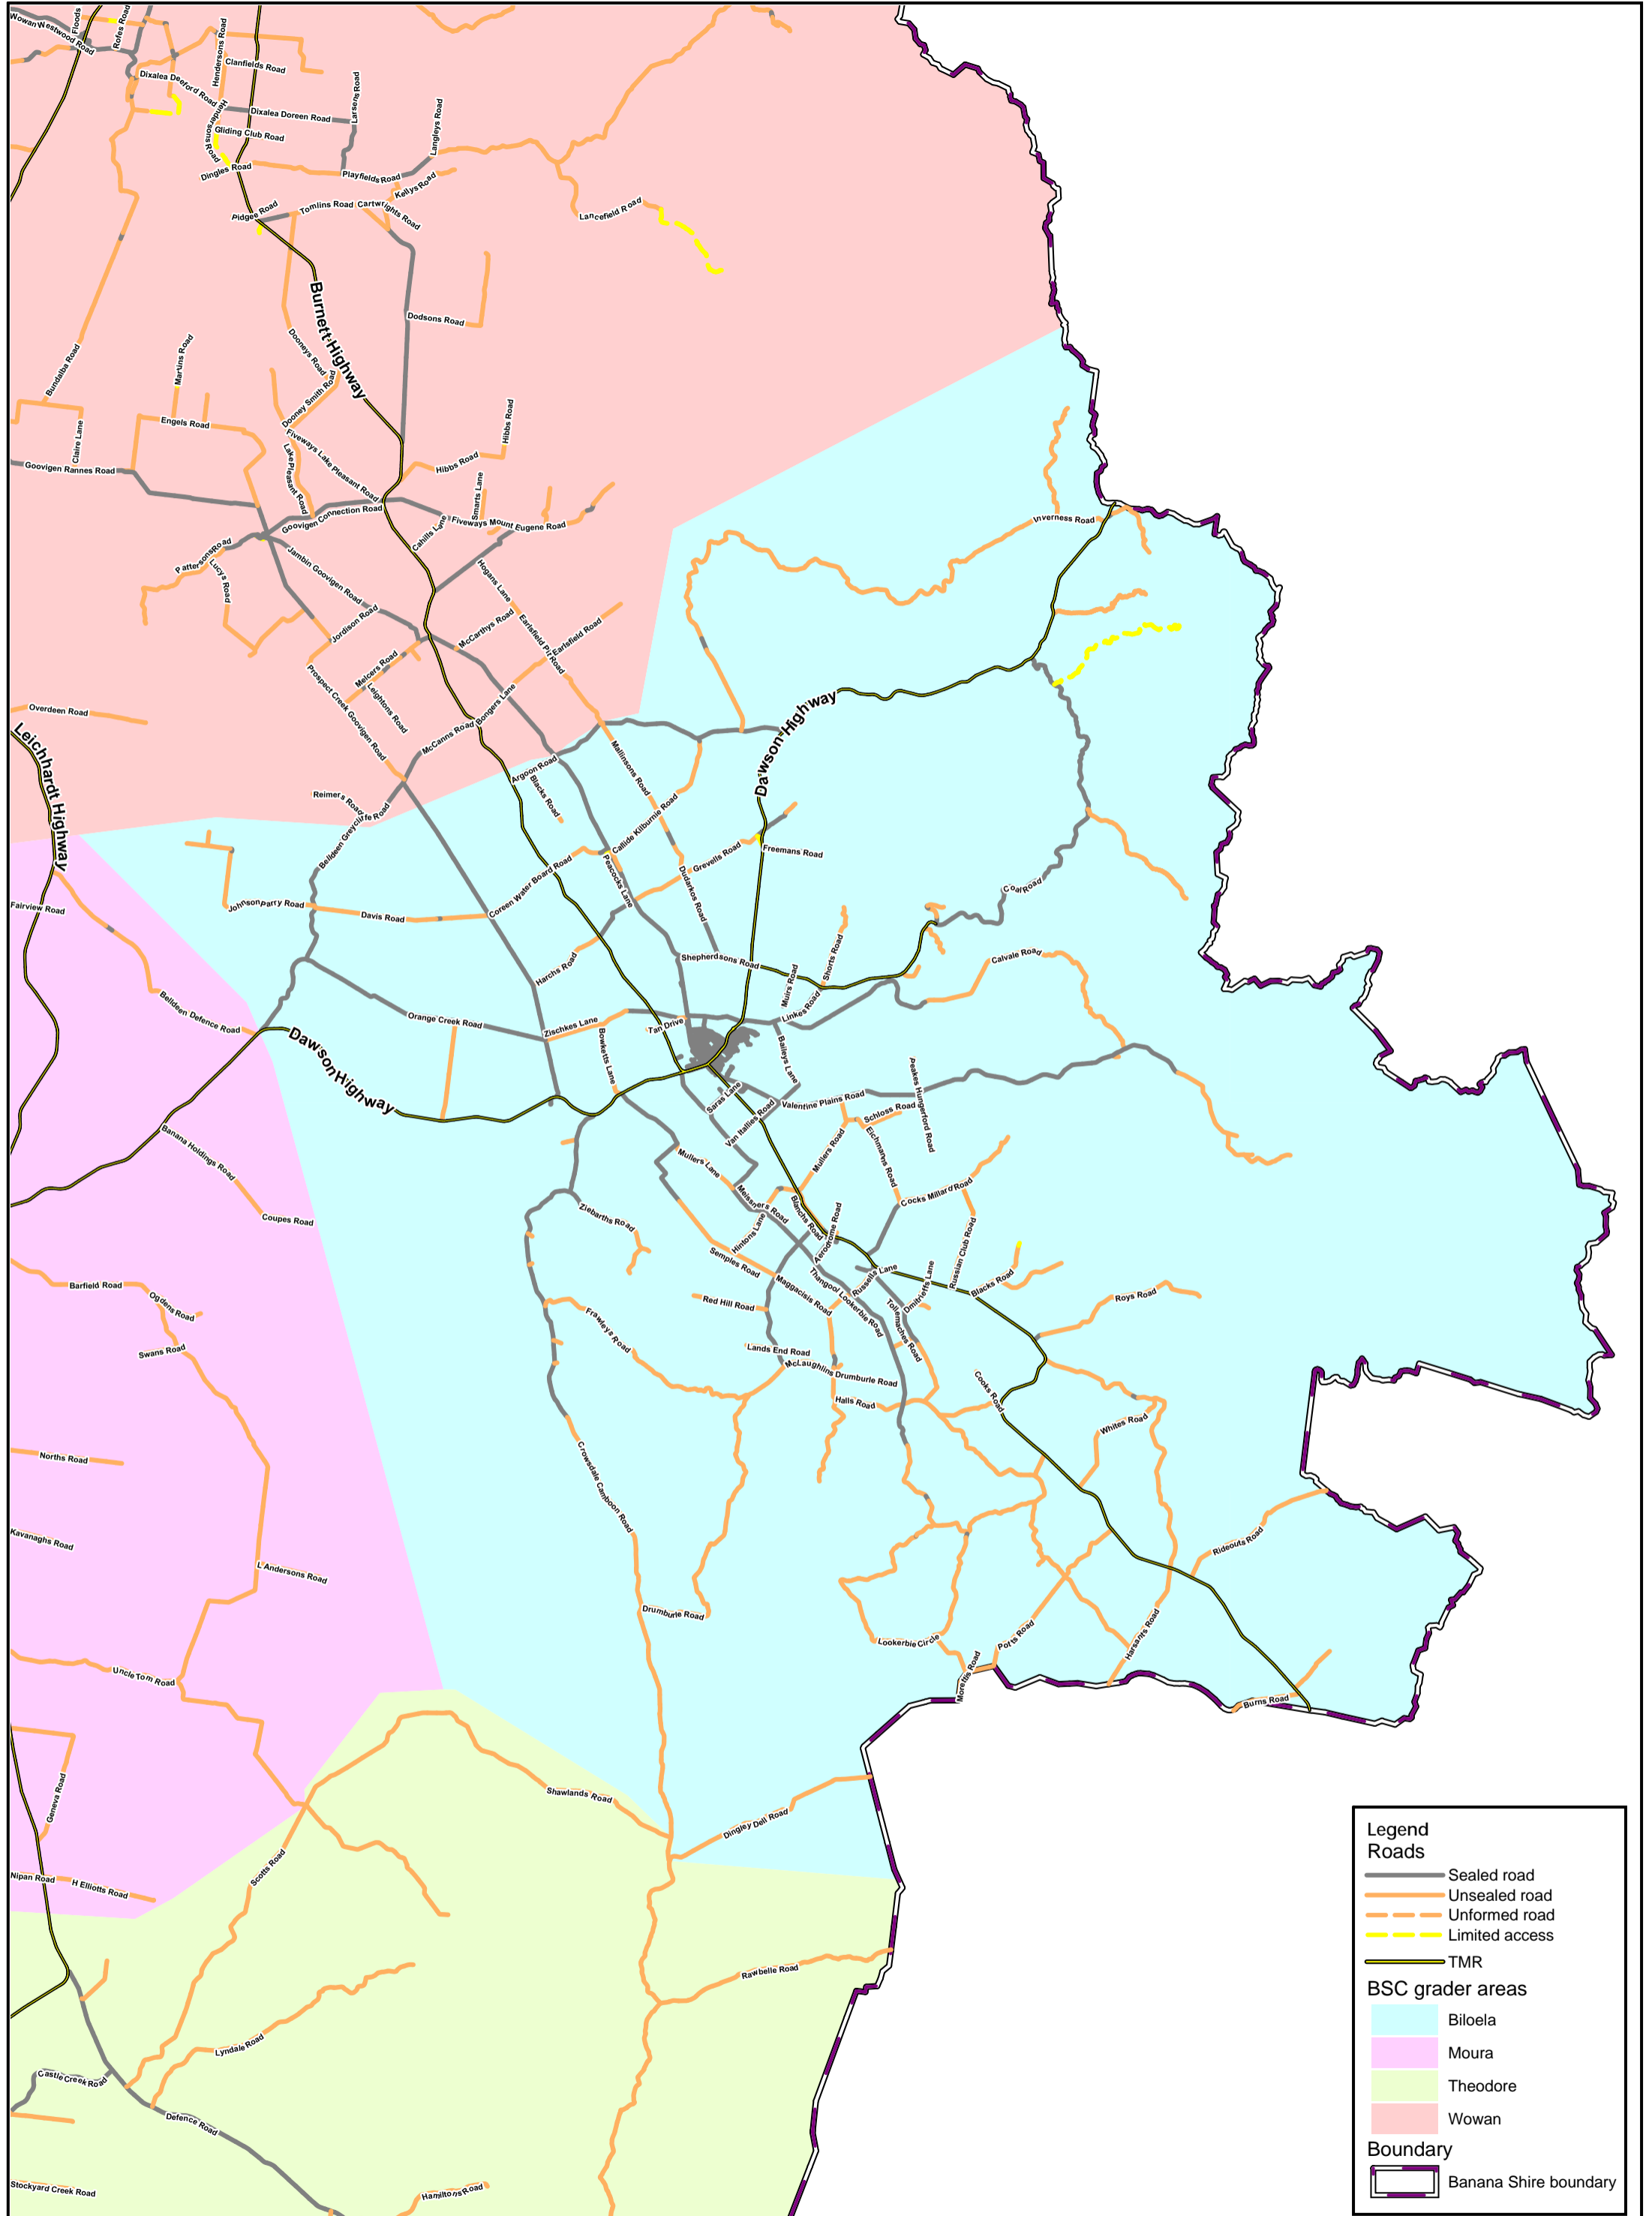 Wowan Westwood Road
Floods
Rofes Road
Hendersons Road
Clanfields Road
Dixalea Deeford Road
Larsens Road
Hendersons Road
Dixalea Doreen Road
Langleys Road
Gliding Club Road
Dingles Road
Playfields Road
Kellys Road
Pidgee Road
Tomlins Road
Cartwrights Road
Lancefield Road
Burnett Highway
Dodsons Road
Dooneys Road
Martins Road
Bundalba Road
Dooney Smith Road
Claire Lane
Engels Road
Hibbs Road
Fiveways Lake Pleasant Road
Lake Pleasant Road
Goovigen Rannes Road
Hibbs Road
Smarts Lane
Goovigen Connection Road
Fiveways Mount Eugene Road
Inverness Road
Cahills Lane
Pattersons Road
Lucys Road
Jambin Goovigen Road
Hogans Lane
Jordison Road
McCarthys Road
Earlsfield Pit Road
Earlsfield Road
Melcers Road
Leightons Road
Prospect Creek Goovigen Road
Bongers Lane
McCanns Road
Overdeen Road
Leichhardt Highway
Dawson Highway
Argoon Road
Blacks Road
Mallinsons Road
Reimers Road
Belldeen Greycliffe Road
Callide Kilburnie Road
Freemans Road
Grevells Road
Peacocks Lane
Dudarkos Road
Coreen Water Board Road
Coal Road
Fairview Road
Johnson Parry Road
Davis Road
Harchs Road
Shepherdsons Road
Shorts Road
Muirs Road
Calvale Road
Belldeen Defence Road
Orange Creek Road
Zischkes Lane
Tan Drive
Linkes Road
Dawson Highway
Bowketts Lane
Baileys Lane
Peakes Hungerford Road
Saras Lane
Valentine Plains Road
Schloss Road
Van Itallies Road
Banana Holdings Road
Mullers Lane
Mullers Road
Eichmanns Road
Cocks Millard Road
Meissners Road
Blanchs Road
Coupes Road
Ziebarths Road
Hintons Lane
Aerodrome Road
Russian Club Road
Semples Road
Thangool Lookerbie Road
Russells Lane
Dmitrieffs Lane
Blacks Road
Barfield Road
Ogdens Road
Red Hill Road
Maggacisis Road
Tollemaches Road
Roys Road
Frawleys Road
Swans Road
Lands End Road
McLaughlins
Drumburle Road
Halls Road
Cooks Road
Whites Road
Norths Road
Crowsdale Camboon Road
Kavanaghs Road
Rideouts Road
L Andersons Road
Drumburle Road
Lookerbie Circle
Potts Road
Harsants Road
Morettis Road
Uncle Tom Road
Burns Road
Geneva Road
Shawlands Road
Dingley Dell Road
Scotts Road
Nipan Road
H Elliotts Road
Rawbelle Road
Lyndale Road
Castle Creek Road
Defence Road
Stockyard Creek Road
Hamiltons Road
Legend
Roads
Sealed road
Unsealed road
Unformed road
Limited access
TMR
BSC grader areas
Biloela
Moura
Theodore
Wowan
Boundary
Banana Shire boundary